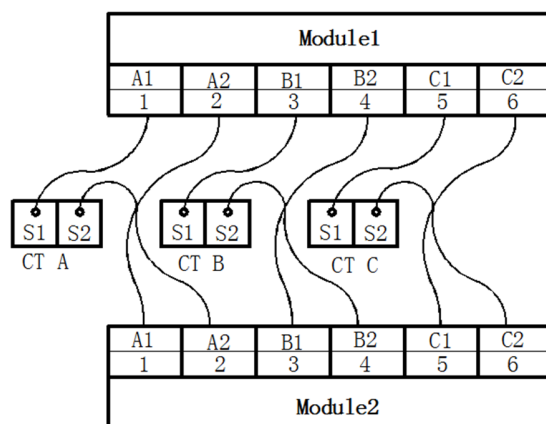 Module1
A1 A2 B1 B2 C1 C2
1 2 3 4 5 6
S1 S2 S1 S2 S1 S2
CT A CT B CT C
A1 A2 B1 B2 C1 C2
1 2 3 4 5 6
Module2